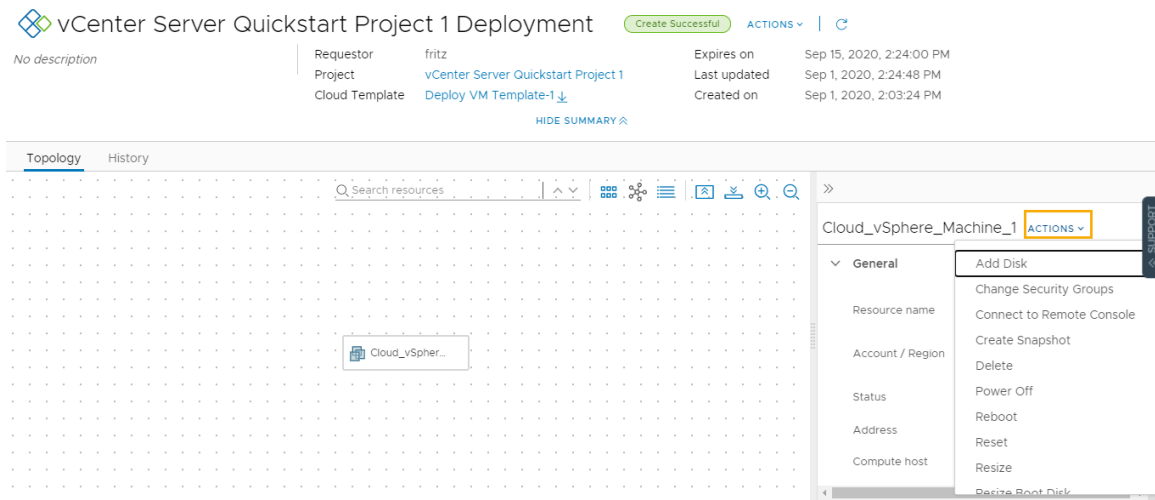 vCenter Server Quickstart Project 1 Deployment Create Successful ACTIONS
No description
Requestor fritz
Project vCenter Server Quickstart Project 1
Cloud Template Deploy VM Template-1
Expires on Sep 15, 2020, 2:24:00 PM
Last updated Sep 1, 2020, 2:24:48 PM
Created on Sep 1, 2020, 2:03:24 PM
HIDE SUMMARY
Topology History
Search resources
Cloud_vSpher...
Cloud_vSphere_Machine_1 ACTIONS
General
Resource name
Account / Region
Status
Address
Compute host
Add Disk
Change Security Groups
Connect to Remote Console
Create Snapshot
Delete
Power Off
Reboot
Reset
Resize
Resize Boot Disk
SUPPORT